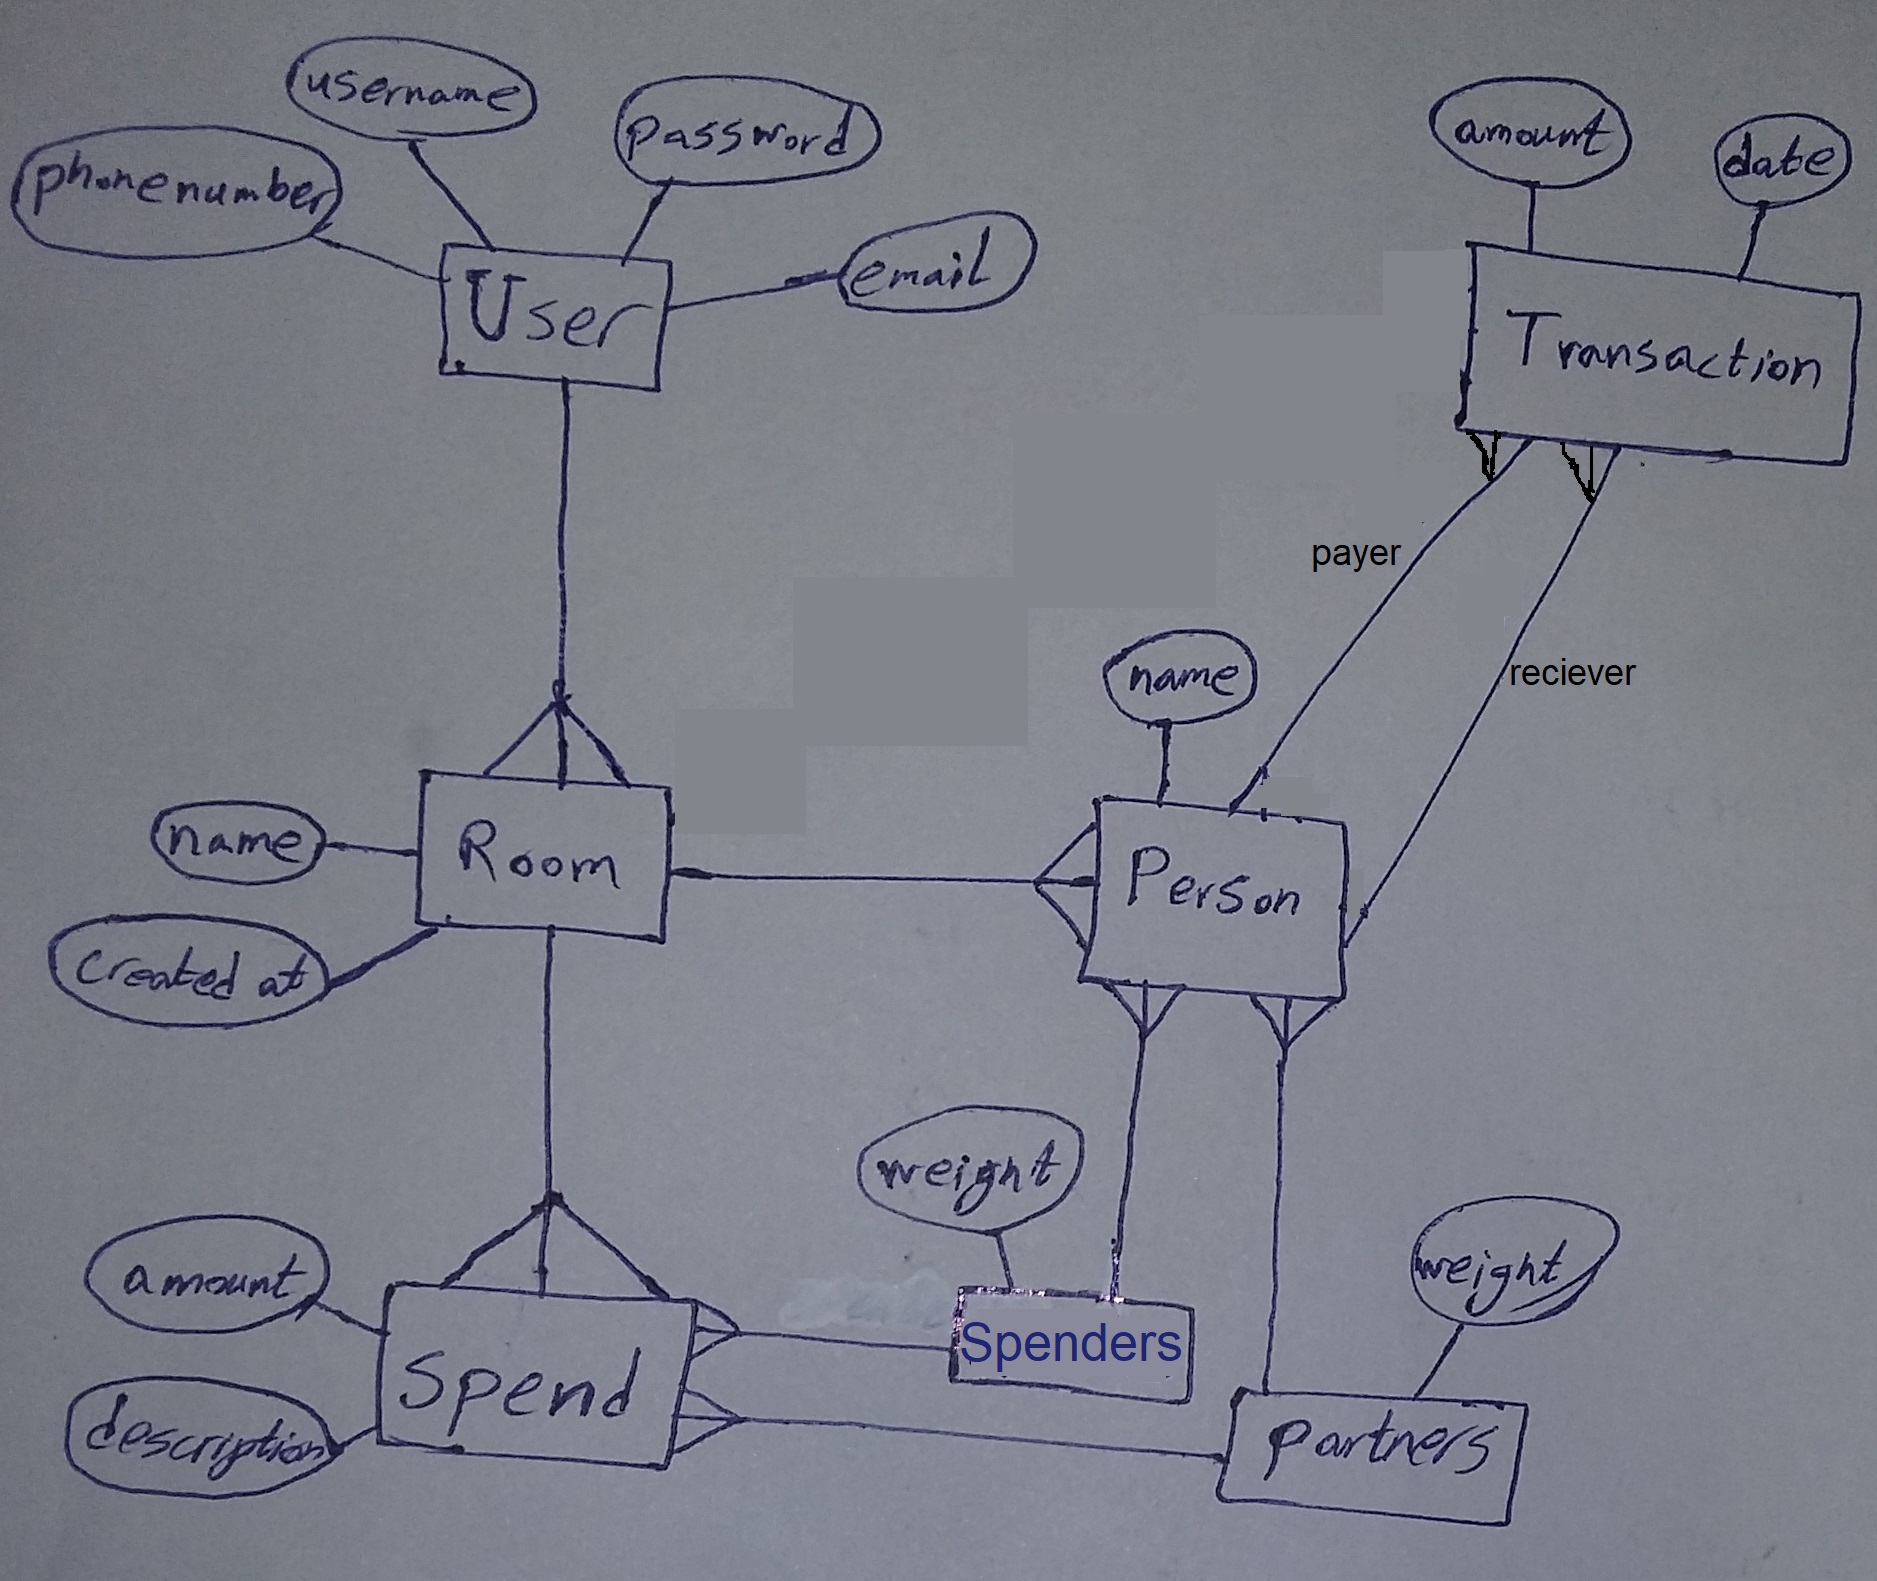 username
password
phonenumber
email
User
amount
date
Transaction
payer
reciever
name
Person
name
Room
created at
weight
amount
Spend
description
Spenders
weight
partners